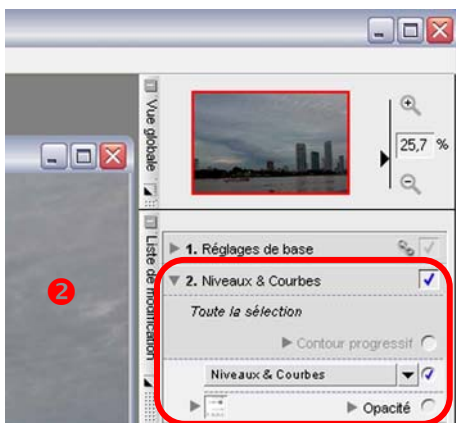 Vue globale
25,7 %
2
Liste de modification
1. Réglages de base
2. Niveaux & Courbes
Toute la sélection
Contour progressif
Niveaux & Courbes
Opacité